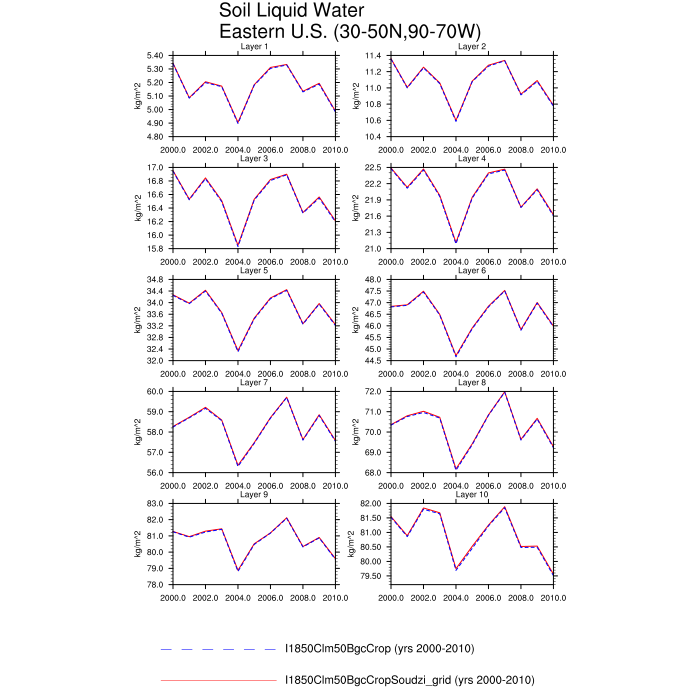 Soil Liquid Water
Eastern U.S. (30-50N,90-70W)
Layer 1
5.40
5.30
5.20
5.10
5.00
4.90
4.80
kg/m^2
2000.0 2002.0 2004.0 2006.0 2008.0 2010.0
Layer 2
11.4
11.2
11.0
10.8
10.6
10.4
kg/m^2
2000.0 2002.0 2004.0 2006.0 2008.0 2010.0
Layer 3
17.0
16.8
16.6
16.4
16.2
16.0
15.8
kg/m^2
2000.0 2002.0 2004.0 2006.0 2008.0 2010.0
Layer 4
22.5
22.2
21.9
21.6
21.3
21.0
kg/m^2
2000.0 2002.0 2004.0 2006.0 2008.0 2010.0
Layer 5
34.8
34.4
34.0
33.6
33.2
32.8
32.4
32.0
kg/m^2
2000.0 2002.0 2004.0 2006.0 2008.0 2010.0
Layer 6
48.0
47.5
47.0
46.5
46.0
45.5
45.0
44.5
kg/m^2
2000.0 2002.0 2004.0 2006.0 2008.0 2010.0
Layer 7
60.0
59.0
58.0
57.0
56.0
kg/m^2
2000.0 2002.0 2004.0 2006.0 2008.0 2010.0
Layer 8
72.0
71.0
70.0
69.0
68.0
kg/m^2
2000.0 2002.0 2004.0 2006.0 2008.0 2010.0
Layer 9
83.0
82.0
81.0
80.0
79.0
78.0
kg/m^2
2000.0 2002.0 2004.0 2006.0 2008.0 2010.0
Layer 10
82.00
81.50
81.00
80.50
80.00
79.50
kg/m^2
2000.0 2002.0 2004.0 2006.0 2008.0 2010.0
I1850Clm50BgcCrop (yrs 2000-2010)
I1850Clm50BgcCropSoudzi_grid (yrs 2000-2010)